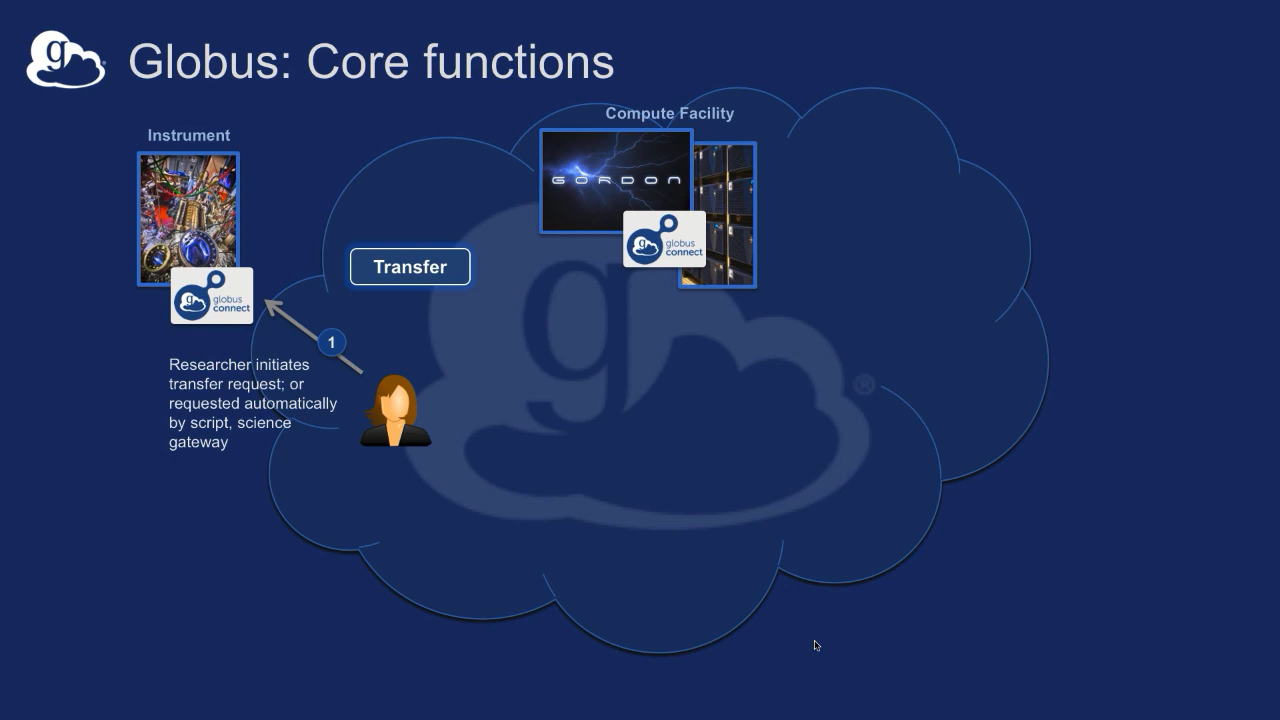 g
Globus: Core functions
Compute Facility
Instrument
GORDON
g globus
connect
Transfer
g globus
connect
1
Researcher initiates
transfer request; or
requested automatically
by script, science
gateway
g
®